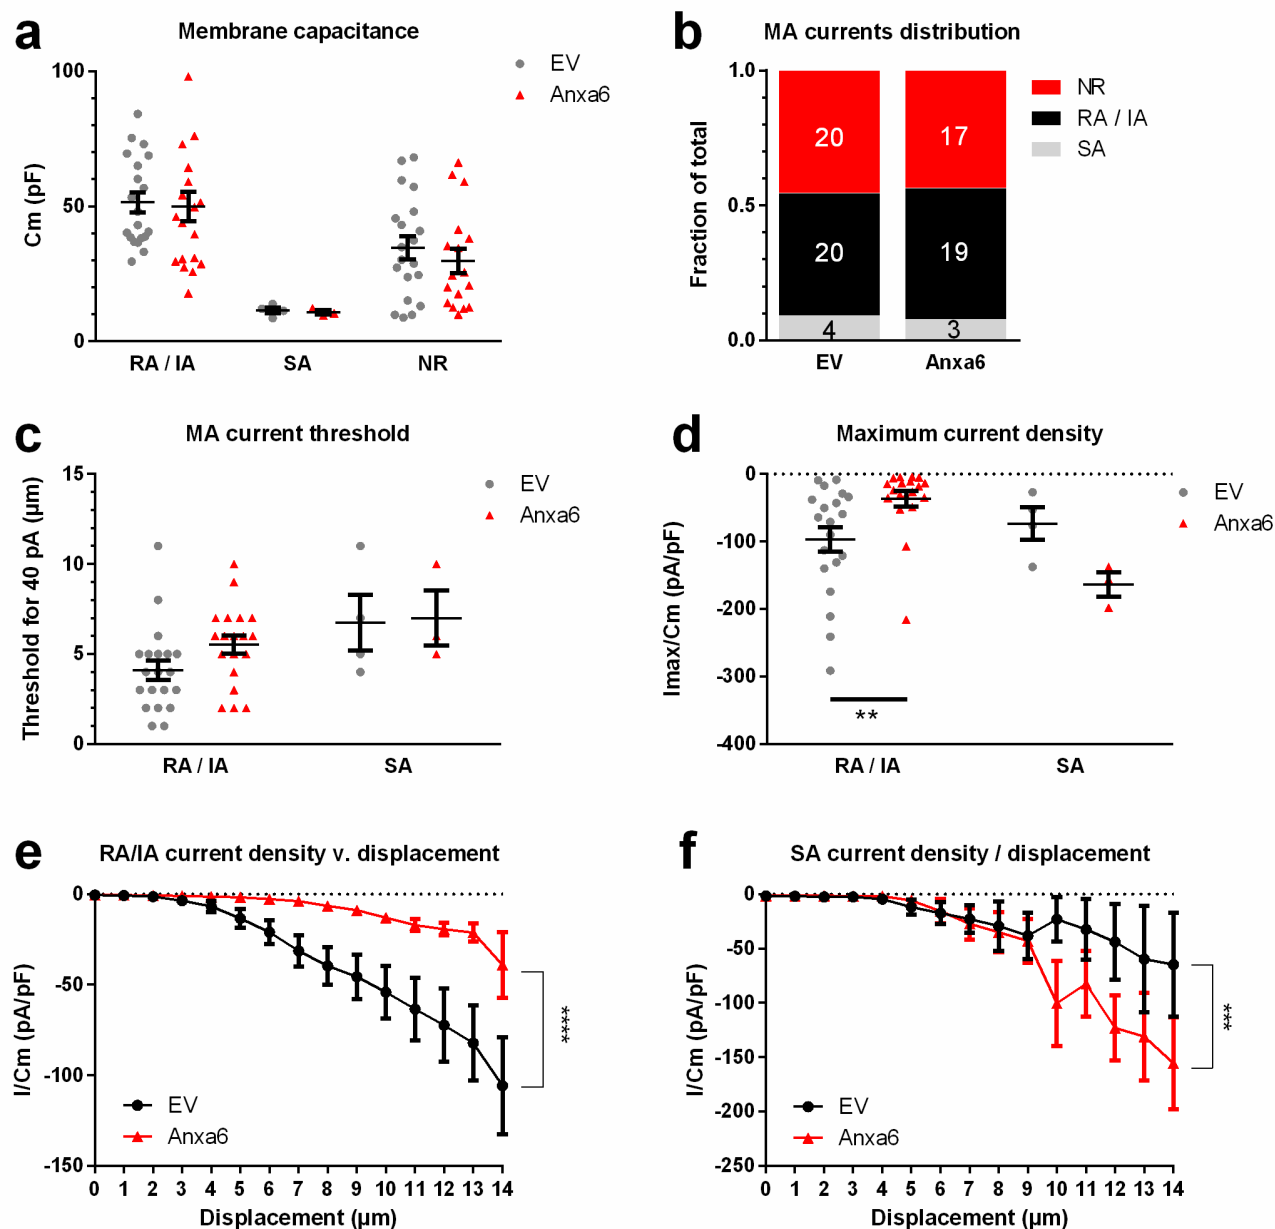 a
Membrane capacitance
EV
Anxa6
100
50
0
Cm (pF)
RA / IA
SA
NR
b
MA currents distribution
NR
RA / IA
SA
1.0
0.5
0.0
Fraction of total
20
17
20
19
4
3
EV
Anxa6
c
MA current threshold
EV
Anxa6
15
10
5
0
Threshold for 40 pA (µm)
RA / IA
SA
d
Maximum current density
EV
Anxa6
0
-100
-200
-300
-400
Imax/Cm (pA/pF)
**
RA / IA
SA
e
RA/IA current density v. displacement
0
-50
-100
-150
I/Cm (pA/pF)
****
EV
Anxa6
0 1 2 3 4 5 6 7 8 9 10 11 12 13 14
Displacement (µm)
f
SA current density / displacement
0
-50
-100
-150
-200
-250
I/Cm (pA/pF)
***
EV
Anxa6
0 1 2 3 4 5 6 7 8 9 10 11 12 13 14
Displacement (µm)